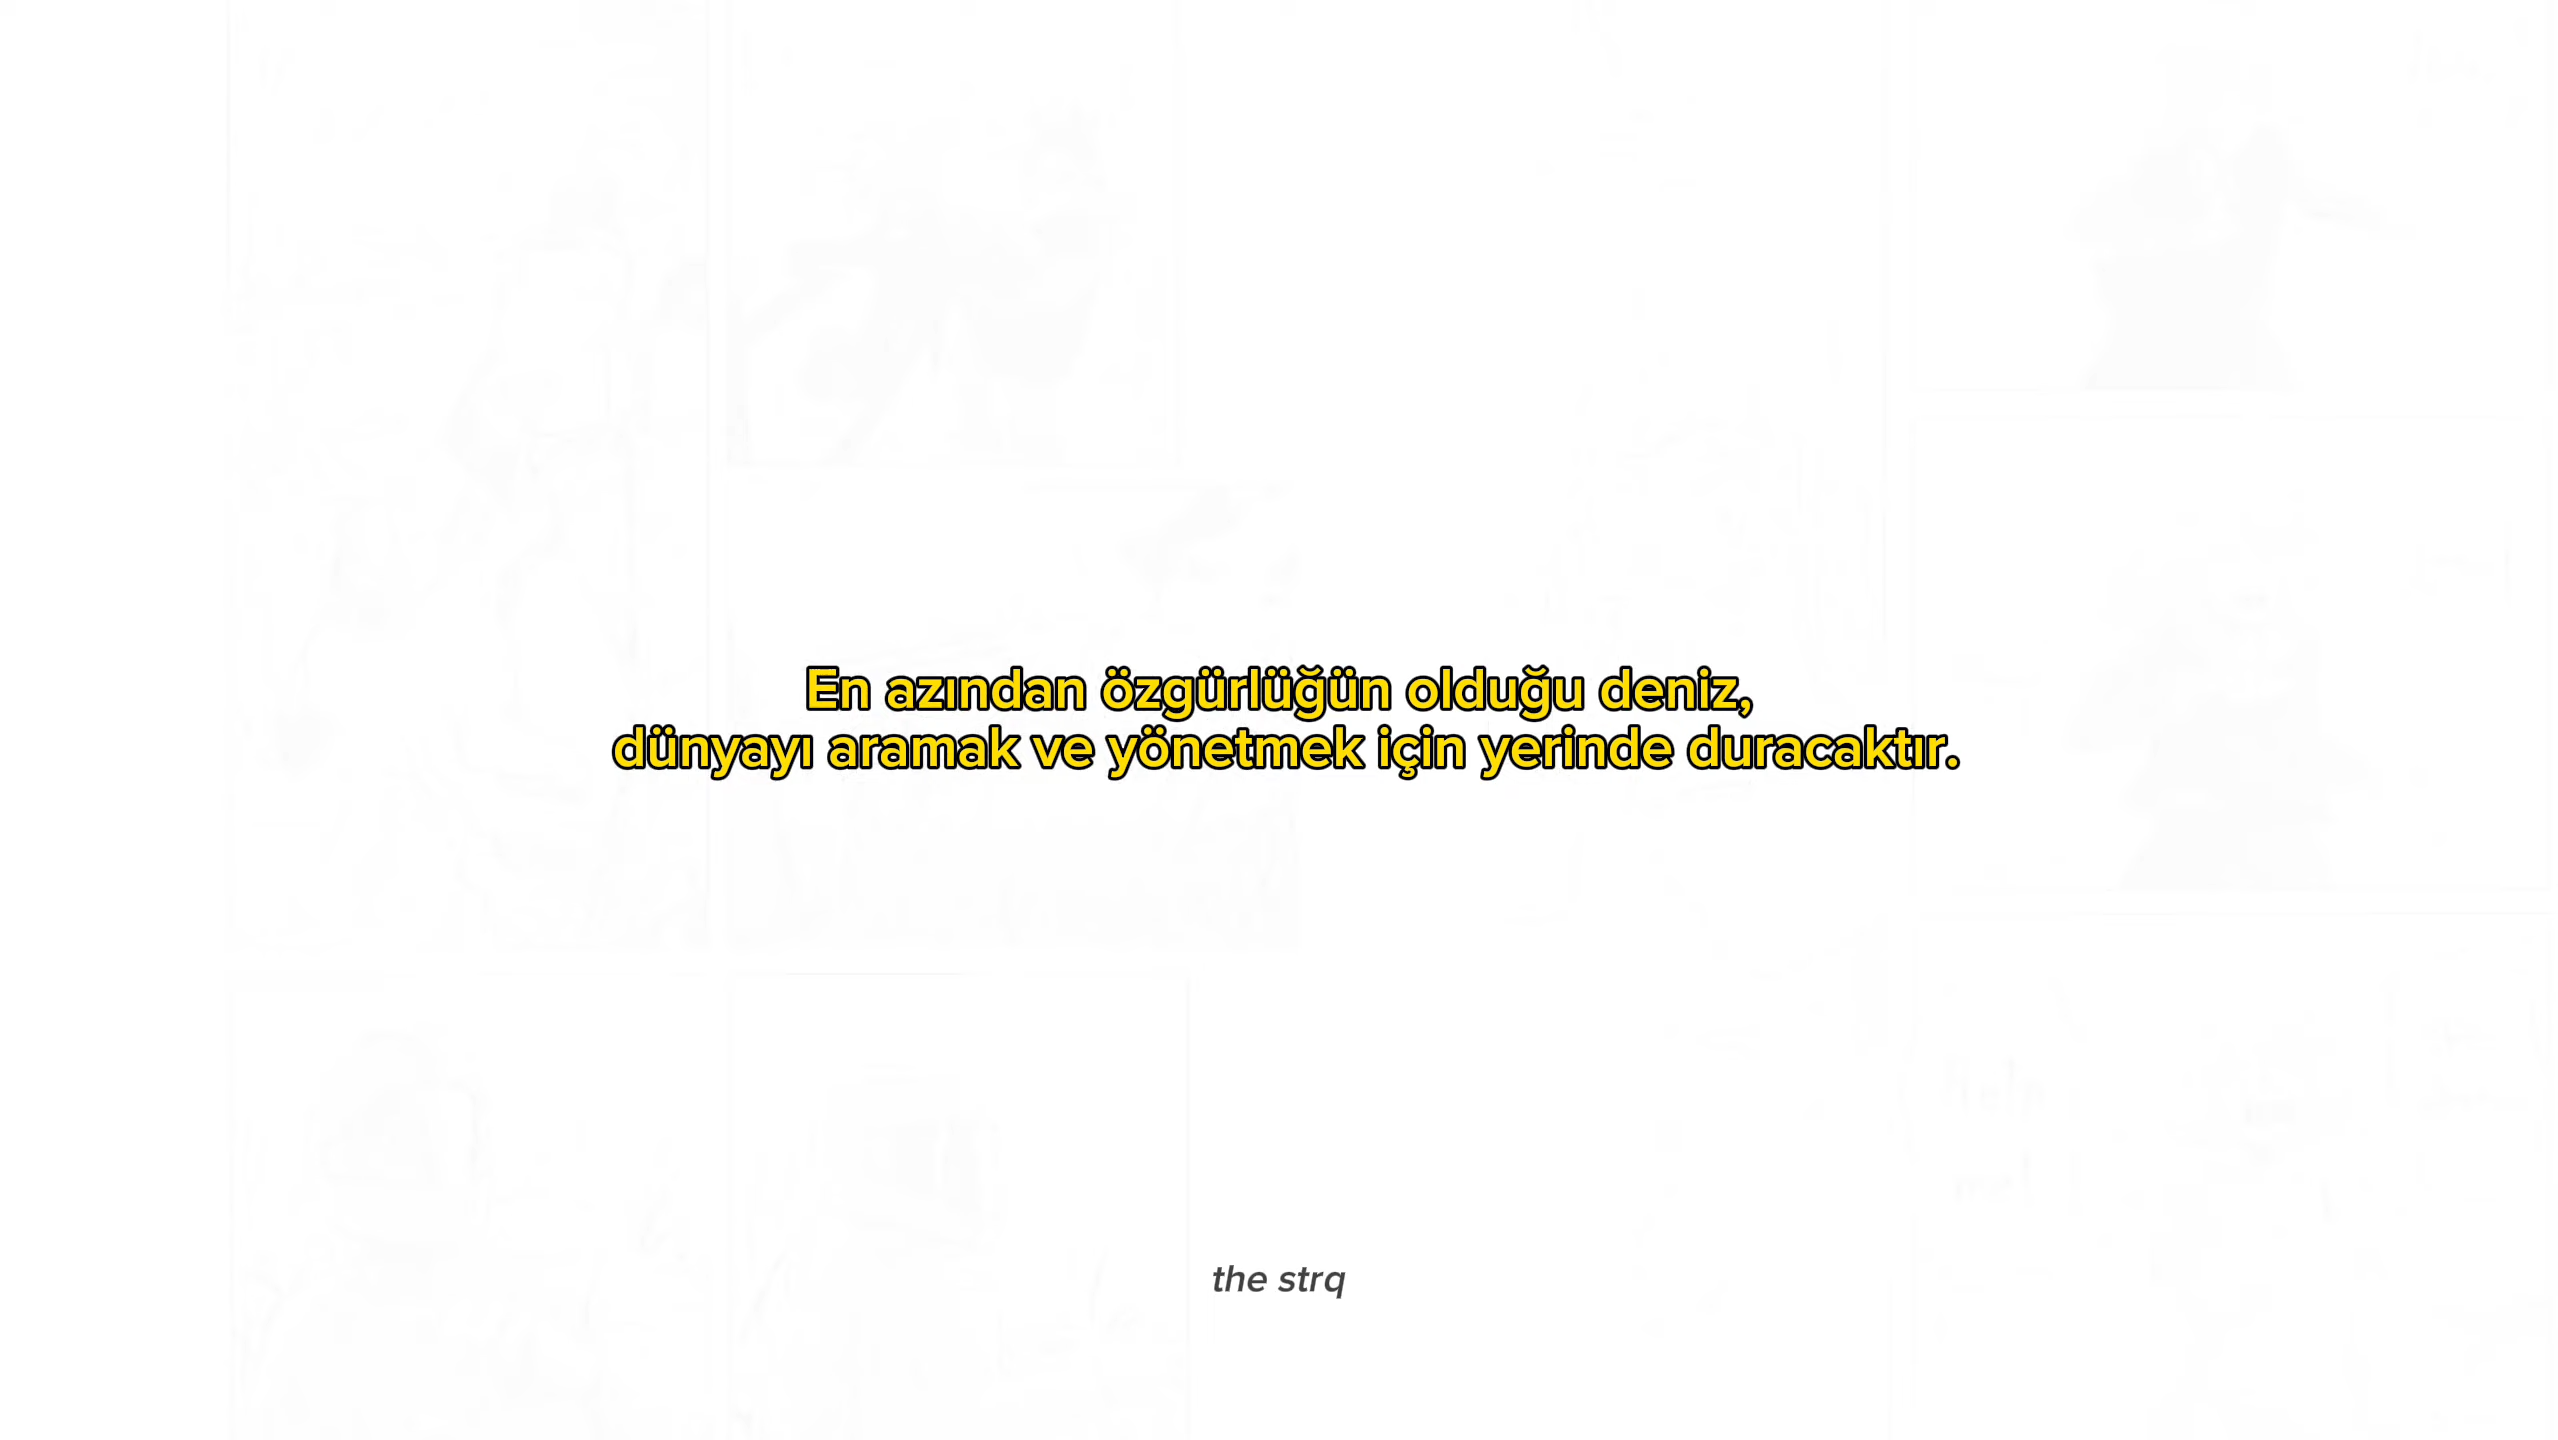 En azından özgürlüğün olduğu deniz,
dünyayı aramak ve yönetmek için yerinde duracaktır.
the strq